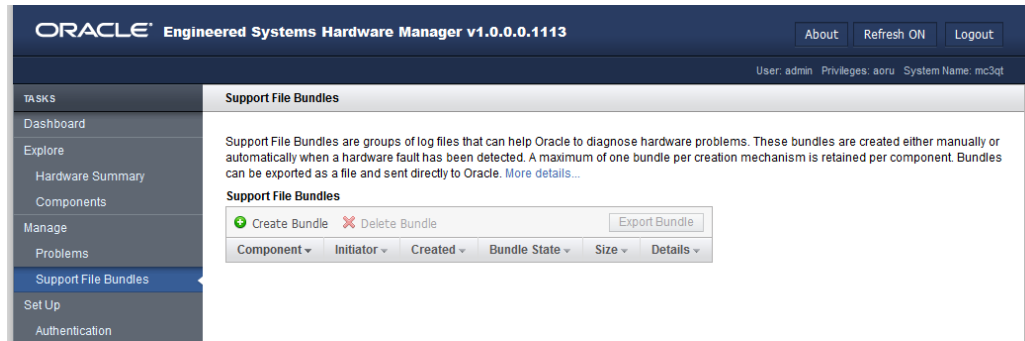 ORACLE® Engineered Systems Hardware Manager v1.0.0.0.1113
About Refresh ON Logout
User: admin Privileges: aoru System Name: mc3qt
TASKS
Dashboard
Explore
Hardware Summary
Components
Manage
Problems
Support File Bundles
Set Up
Authentication
Support File Bundles
Support File Bundles are groups of log files that can help Oracle to diagnose hardware problems. These bundles are created either manually or
automatically when a hardware fault has been detected. A maximum of one bundle per creation mechanism is retained per component. Bundles
can be exported as a file and sent directly to Oracle. More details...
Support File Bundles
Create Bundle Delete Bundle Export Bundle
Component Initiator Created Bundle State Size Details